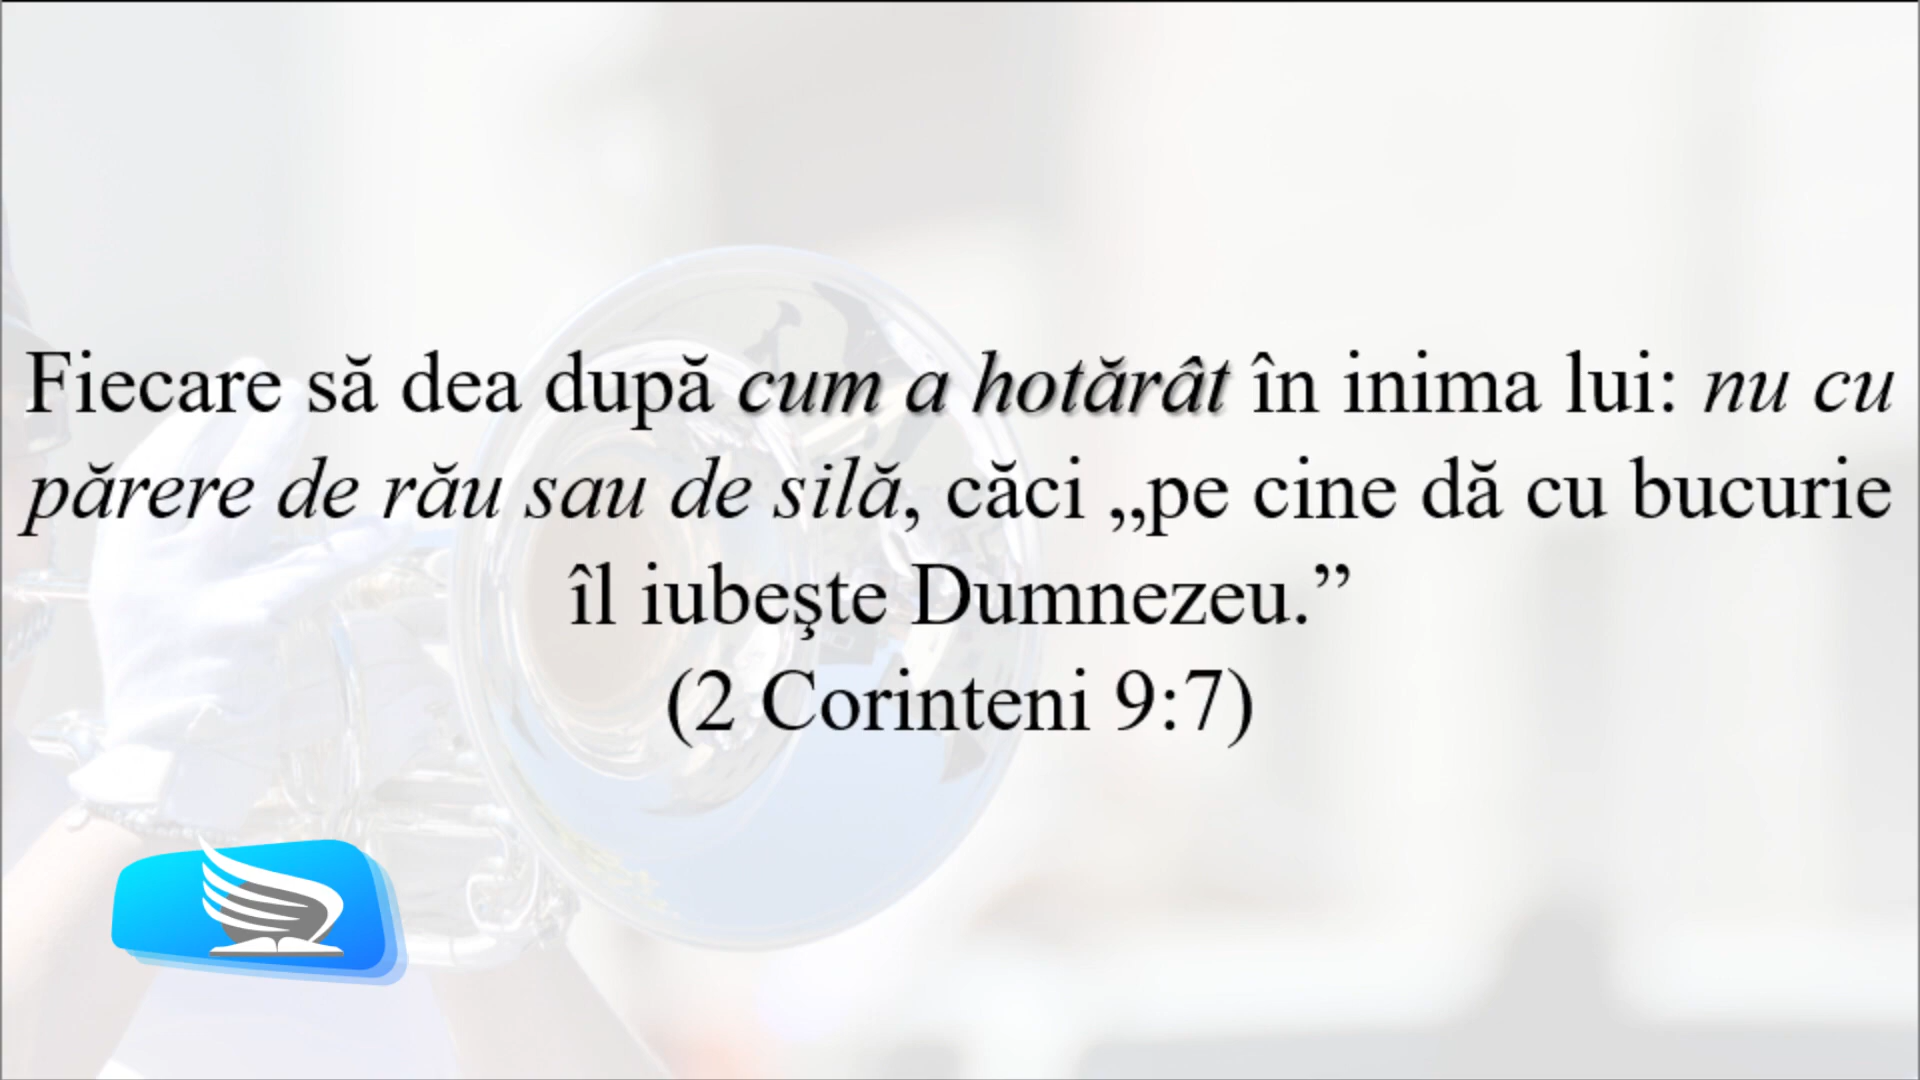 Fiecare să dea după cum a hotărât în inima lui: nu cu
părere de rău sau de silă, căci „pe cine dă cu bucurie
îl iubeşte Dumnezeu.”
(2 Corinteni 9:7)